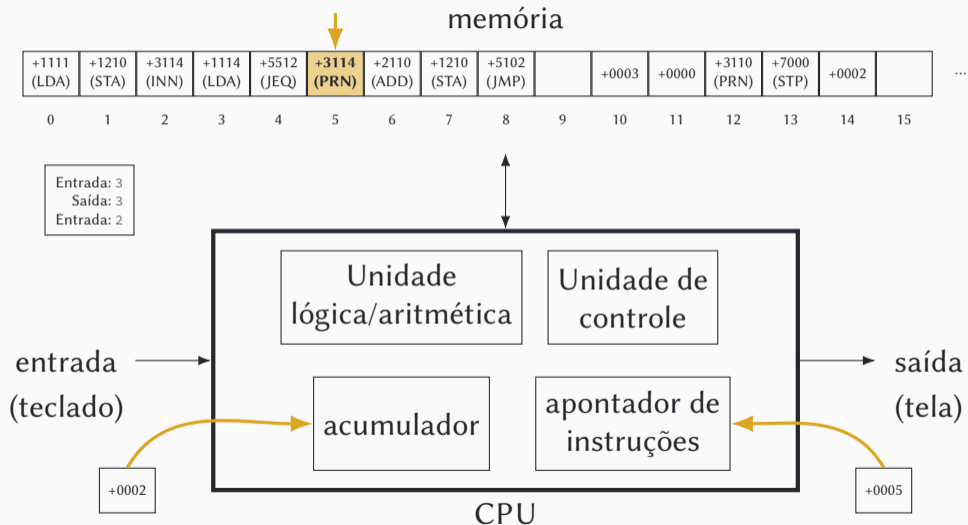 memória
+1111 +1210 +3114 +1114 +5512 +3114 +2110 +1210 +5102 +0003 +0000 +3110 +7000 +0002 ...
(LDA) (STA) (INN) (LDA) (JEQ) (PRN) (ADD) (STA) (JMP) (PRN) (STP)
0 1 2 3 4 5 6 7 8 9 10 11 12 13 14 15
Entrada: 3
Saída: 3
Entrada: 2
Unidade
lógica/aritmética
Unidade de
controle
entrada
(teclado)
saída
(tela)
acumulador
apontador de
instruções
+0002
+0005
CPU